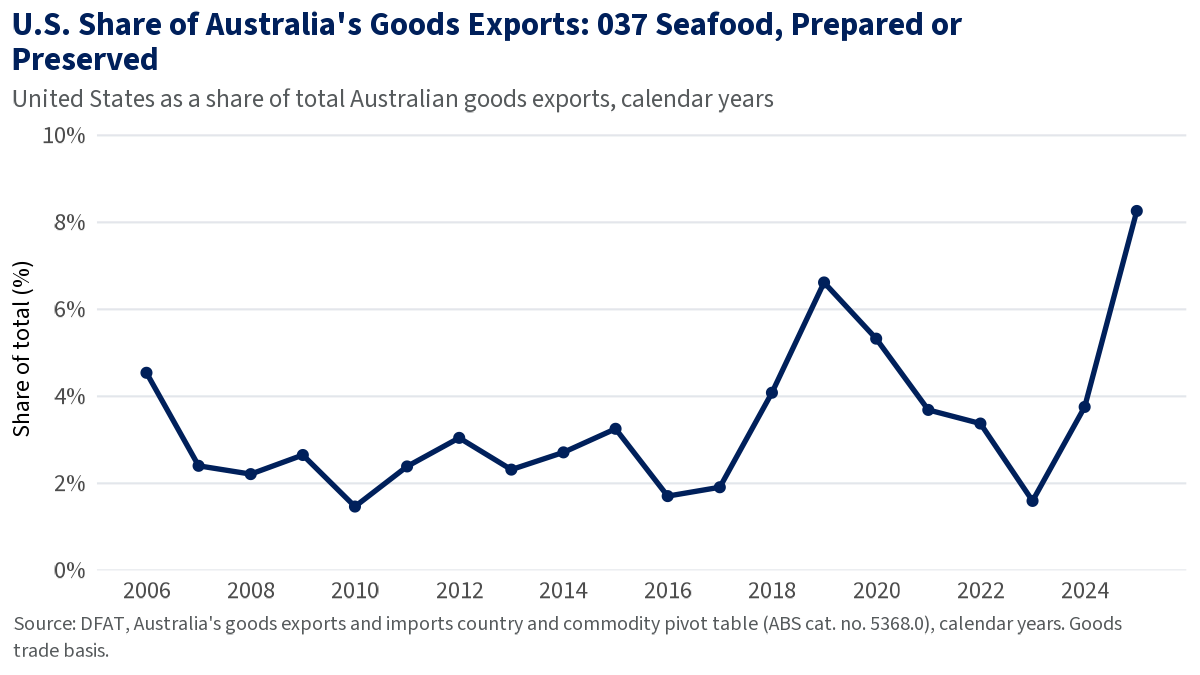 U.S. Share of Australia's Goods Exports: 037 Seafood, Prepared or
Preserved
United States as a share of total Australian goods exports, calendar years
10%
8%
6%
4%
2%
0%
Share of total (%)
2006 2008 2010 2012 2014 2016 2018 2020 2022 2024
Source: DFAT, Australia's goods exports and imports country and commodity pivot table (ABS cat. no. 5368.0), calendar years. Goods
trade basis.